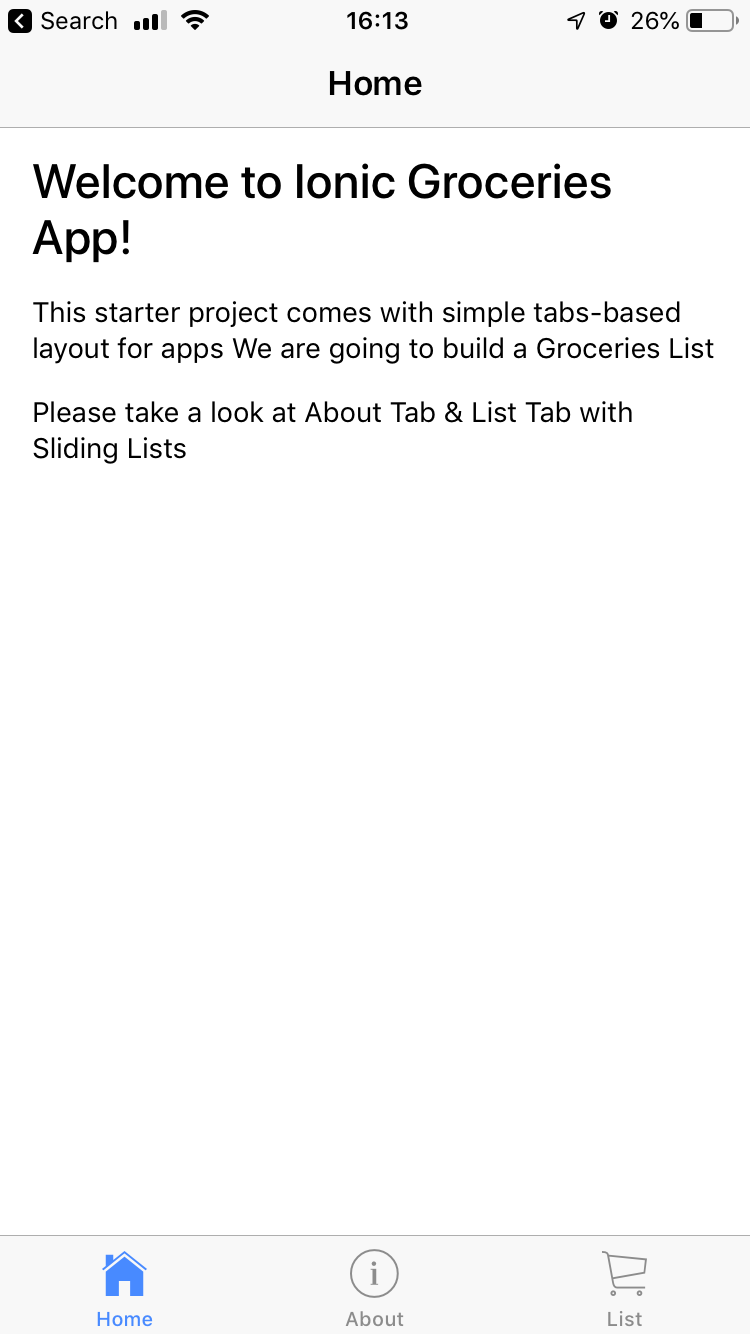 Search 16:13 26%
Home
Welcome to Ionic Groceries
App!
This starter project comes with simple tabs-based
layout for apps We are going to build a Groceries List
Please take a look at About Tab & List Tab with
Sliding Lists
Home About List